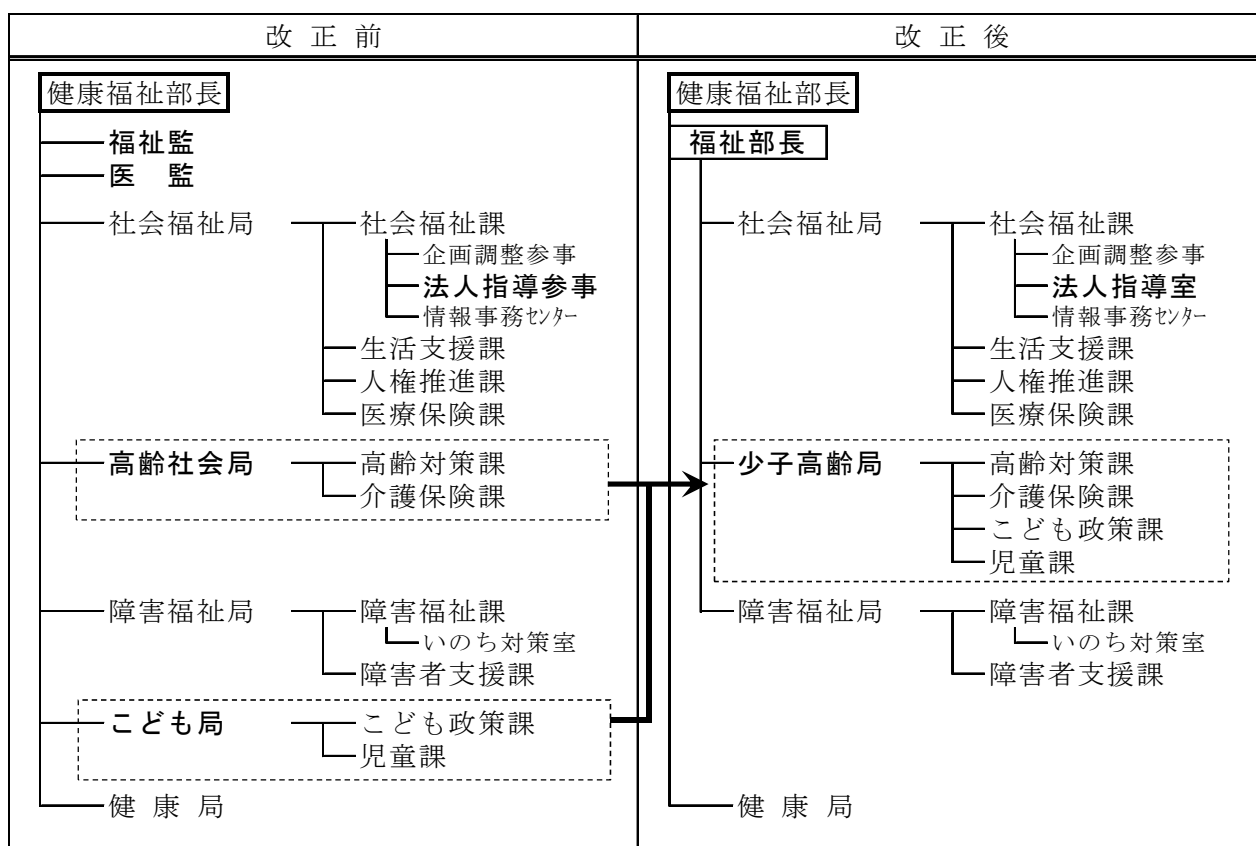 改正前
健康福祉部長
福祉監
医　監
社会福祉局　社会福祉課
企画調整参事
法人指導参事
情報事務ｾﾝﾀｰ
生活支援課
人権推進課
医療保険課
高齢社会局　高齢対策課
介護保険課
障害福祉局　障害福祉課
いのち対策室
障害者支援課
こども局　こども政策課
児童課
健康局
改正後
健康福祉部長
福祉部長
社会福祉局　社会福祉課
企画調整参事
法人指導室
情報事務ｾﾝﾀｰ
生活支援課
人権推進課
医療保険課
少子高齢局　高齢対策課
介護保険課
こども政策課
児童課
障害福祉局　障害福祉課
いのち対策室
障害者支援課
健康局